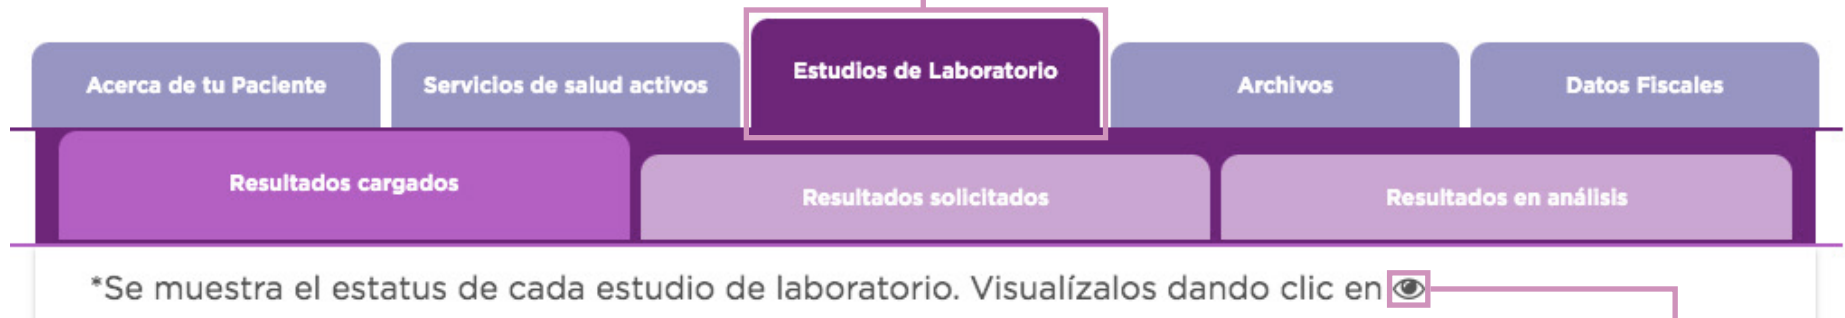 Acerca de tu Paciente
Servicios de salud activos
Estudios de Laboratorio
Archivos
Datos Fiscales
Resultados cargados
Resultados solicitados
Resultados en análisis
*Se muestra el estatus de cada estudio de laboratorio. Visualízalos dando clic en